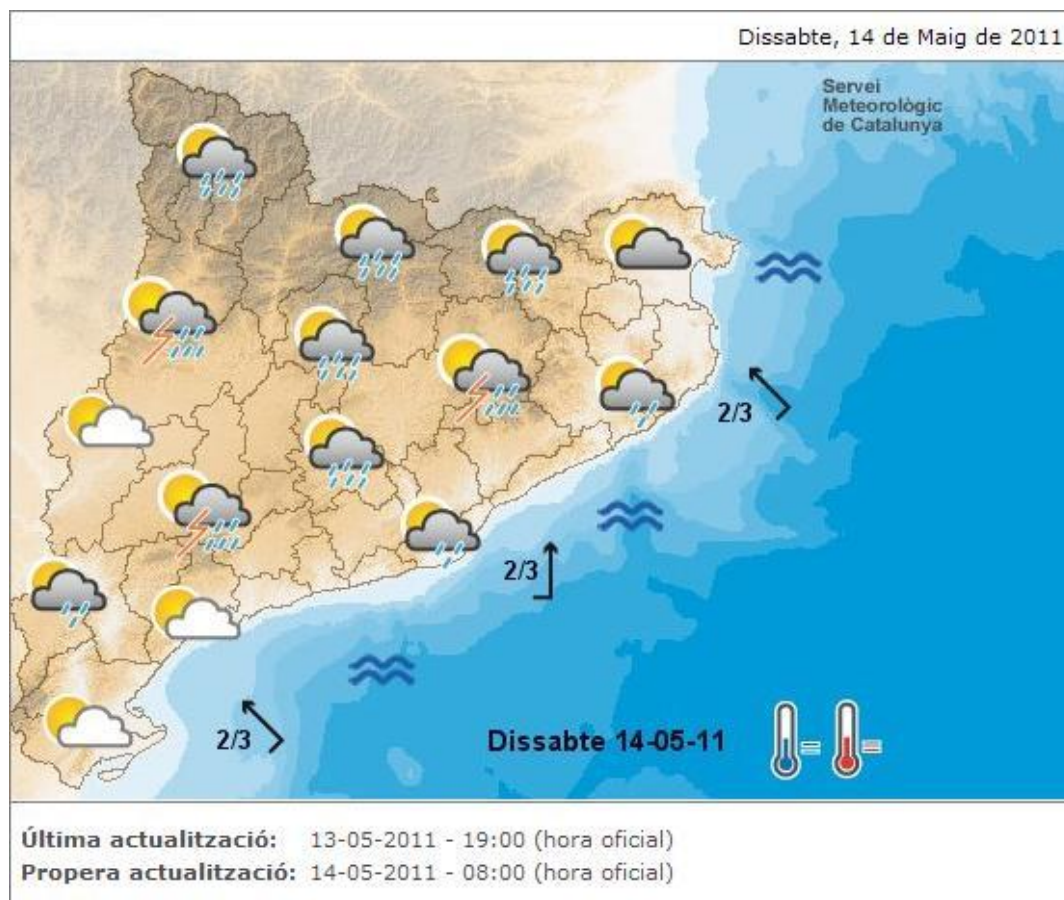 Dissabte, 14 de Maig de 2011
Servei
Meteorològic
de Catalunya
2/3
2/3
2/3
Dissabte 14-05-11
Última actualització: 13-05-2011 - 19:00 (hora oficial)
Propera actualització: 14-05-2011 - 08:00 (hora oficial)